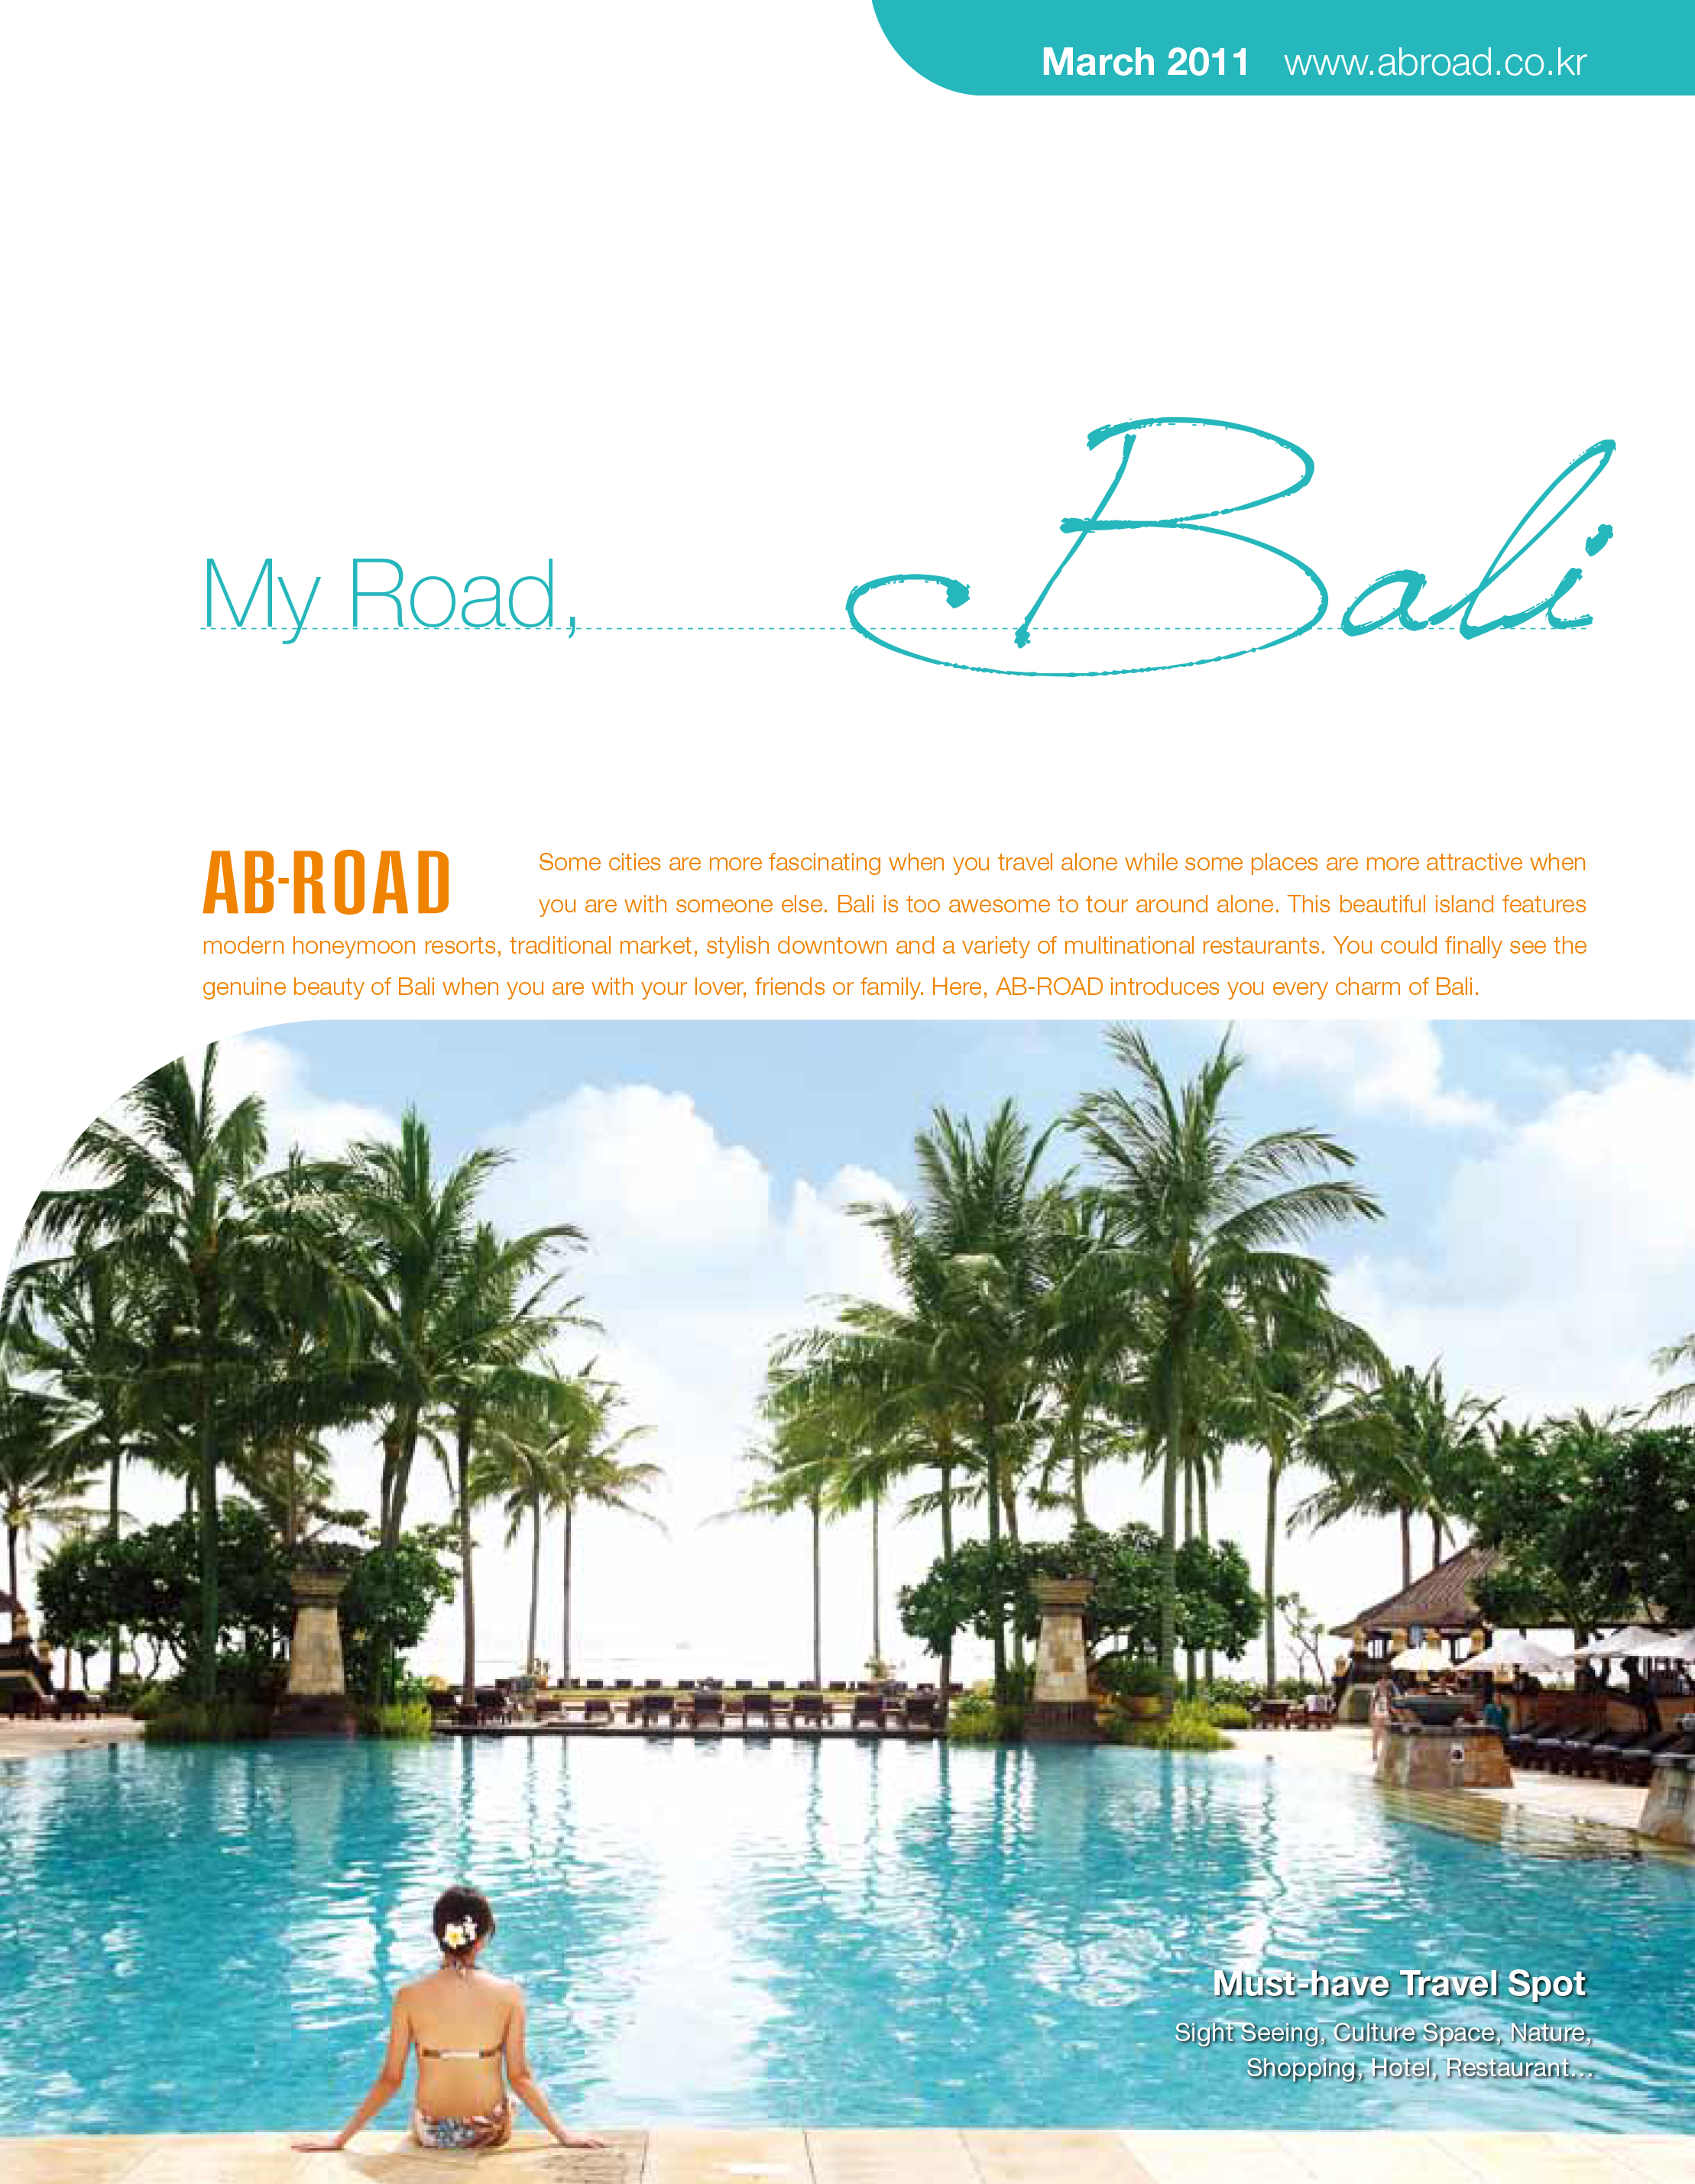 March 2011 www.abroad.co.kr
My Road, Bali
AB-ROAD
Some cities are more fascinating when you travel alone while some places are more attractive when
you are with someone else. Bali is too awesome to tour around alone. This beautiful island features
modern honeymoon resorts, traditional market, stylish downtown and a variety of multinational restaurants. You could finally see the
genuine beauty of Bali when you are with your lover, friends or family. Here, AB-ROAD introduces you every charm of Bali.
Must-have Travel Spot
Sight Seeing, Culture Space, Nature,
Shopping, Hotel, Restaurant...